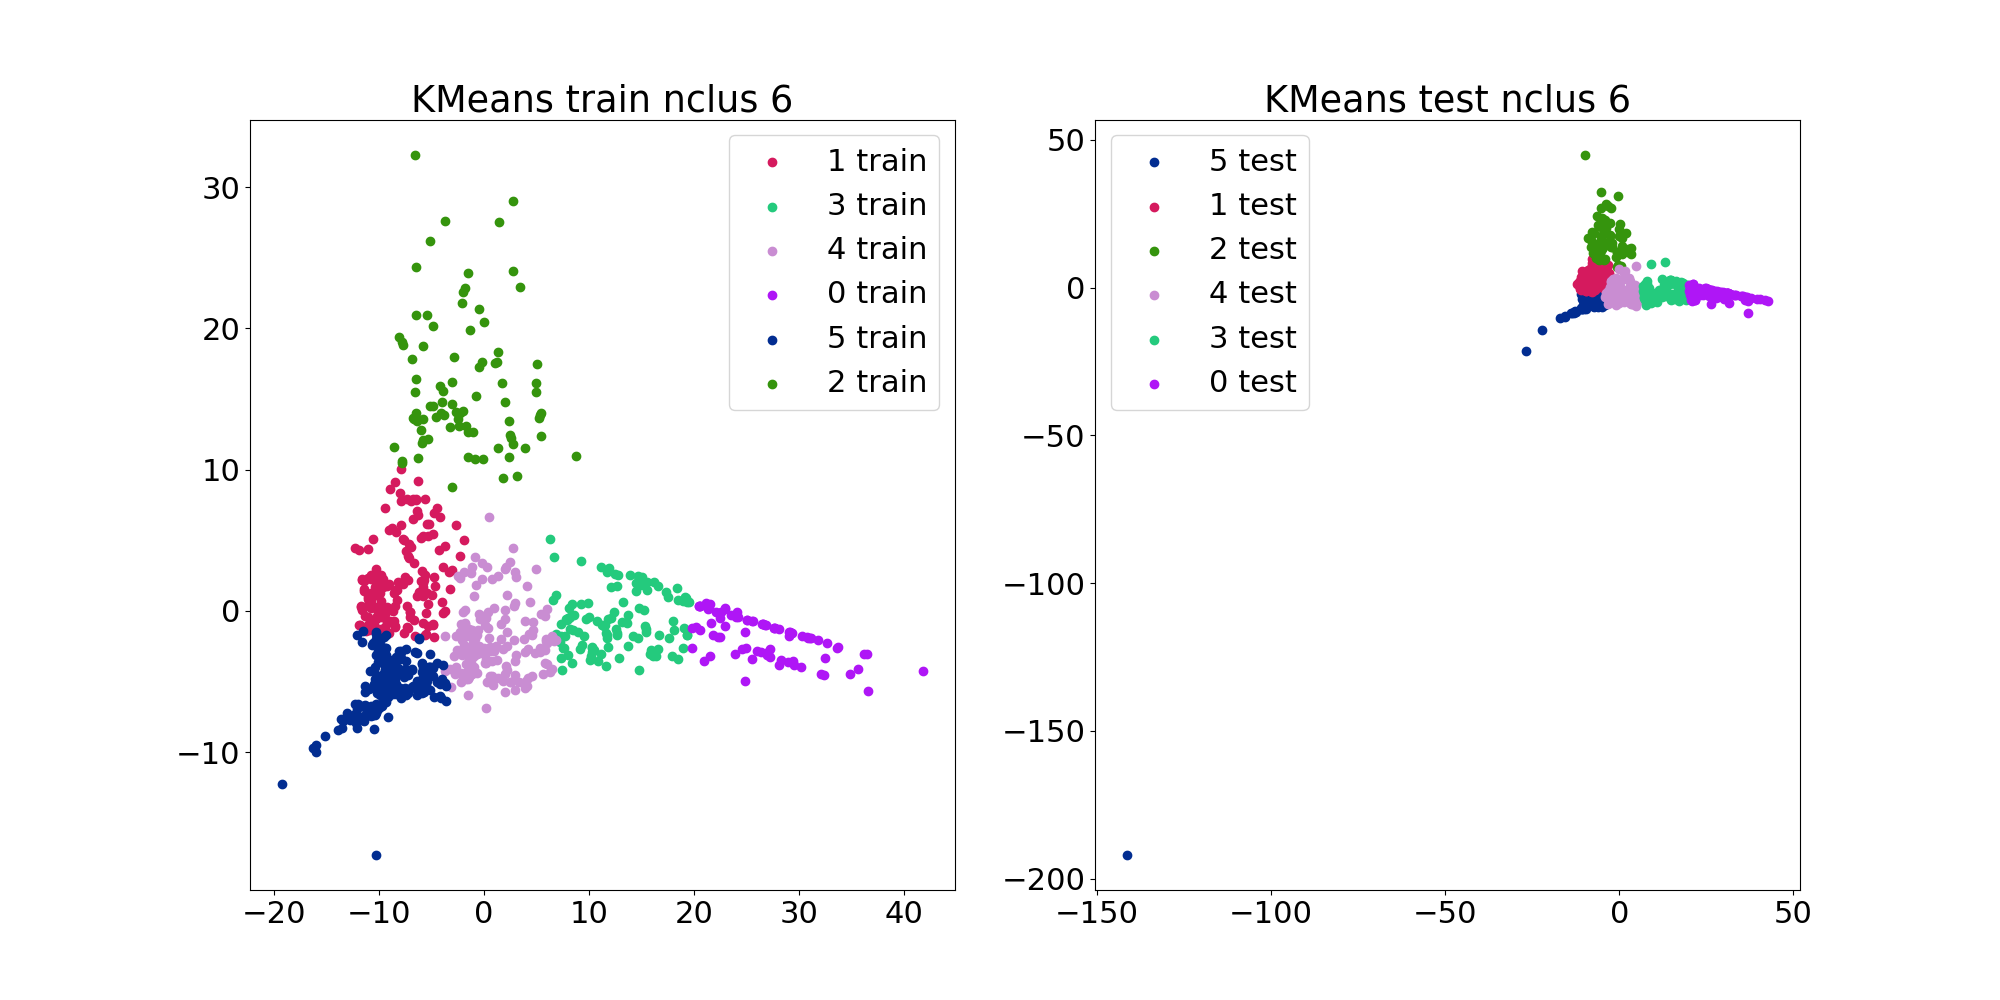 KMeans train nclus 6
1 train
3 train
4 train
0 train
5 train
2 train
30
20
10
0
−10
−20
−10
0
10
20
30
40
KMeans test nclus 6
5 test
1 test
2 test
4 test
3 test
0 test
50
0
−50
−100
−150
−200
−150
−100
−50
0
50